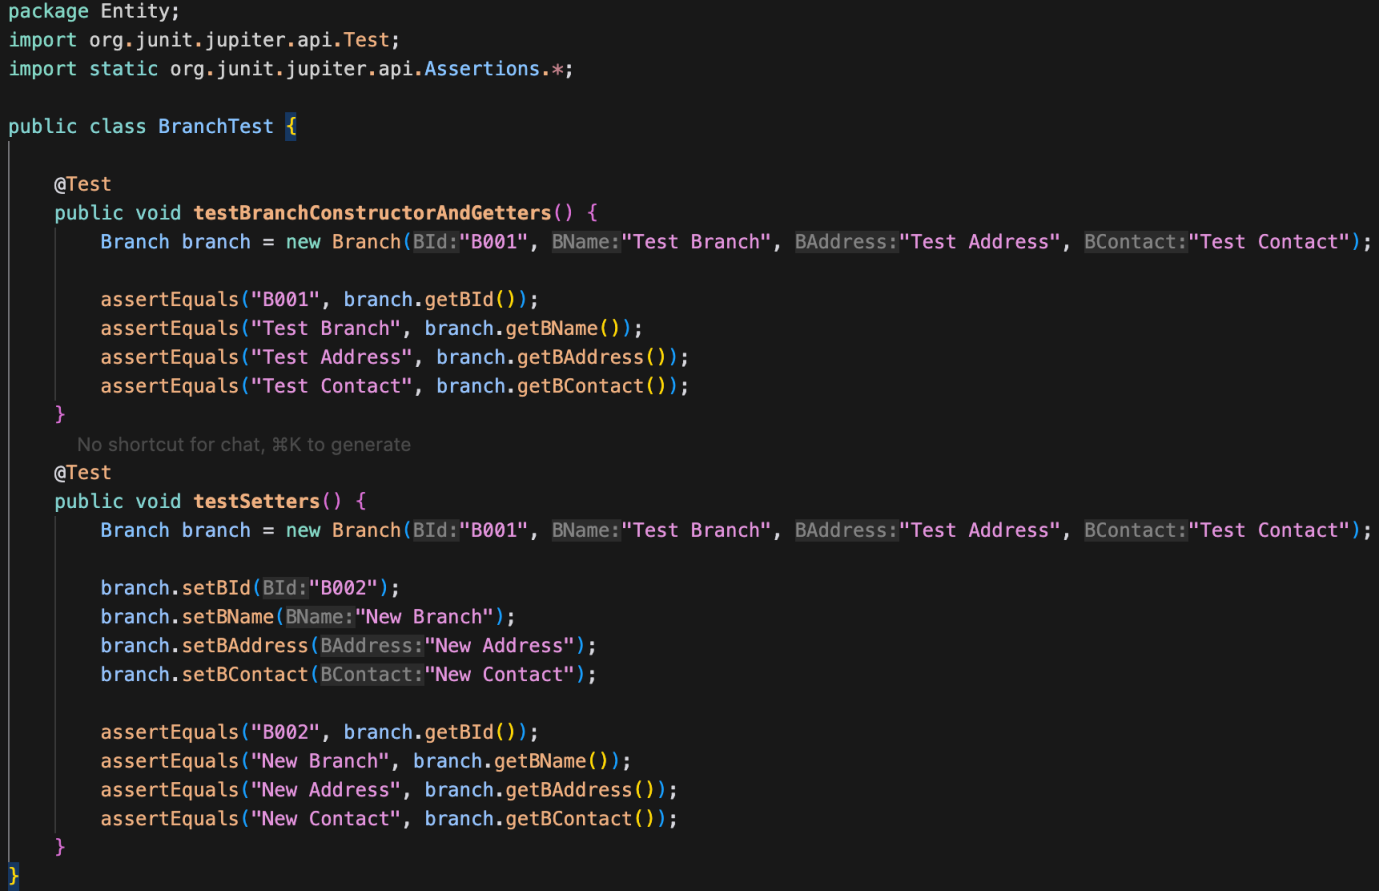 package Entity;
import org.junit.jupiter.api.Test;
import static org.junit.jupiter.api.Assertions.*;
public class BranchTest {
@Test
public void testBranchConstructorAndGetters() {
Branch branch = new Branch(BId:"B001", BName:"Test Branch", BAddress:"Test Address", BContact:"Test Contact");
assertEquals("B001", branch.getBId());
assertEquals("Test Branch", branch.getBName());
assertEquals("Test Address", branch.getBAddress());
assertEquals("Test Contact", branch.getBContact());
}
No shortcut for chat, ⌘K to generate
@Test
public void testSetters() {
Branch branch = new Branch(BId:"B001", BName:"Test Branch", BAddress:"Test Address", BContact:"Test Contact");
branch.setBId(BId:"B002");
branch.setBName(BName:"New Branch");
branch.setBAddress(BAddress:"New Address");
branch.setBContact(BContact:"New Contact");
assertEquals("B002", branch.getBId());
assertEquals("New Branch", branch.getBName());
assertEquals("New Address", branch.getBAddress());
assertEquals("New Contact", branch.getBContact());
}
}